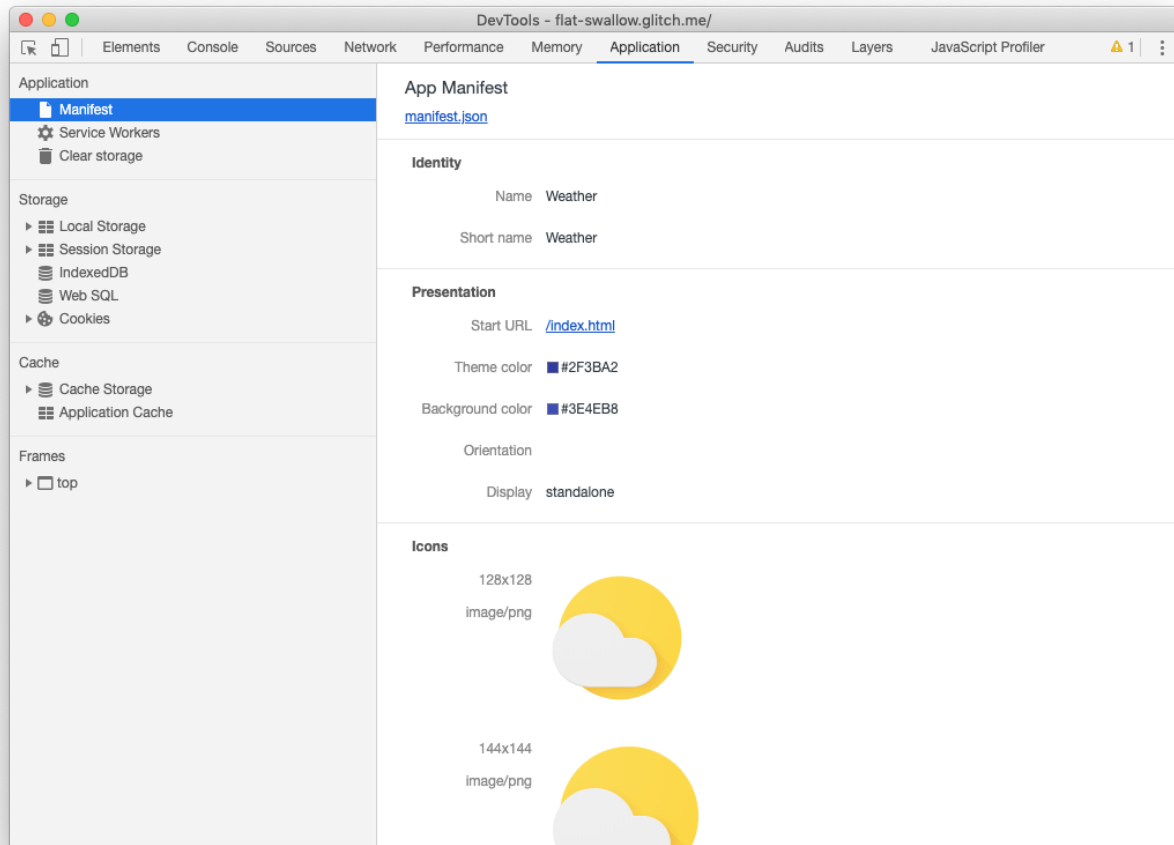 DevTools - flat-swallow.glitch.me/
Elements Console Sources Network Performance Memory Application Security Audits Layers JavaScript Profiler 1
Application
Manifest
Service Workers
Clear storage
Storage
Local Storage
Session Storage
IndexedDB
Web SQL
Cookies
Cache
Cache Storage
Application Cache
Frames
top
App Manifest
manifest.json
Identity
Name Weather
Short name Weather
Presentation
Start URL /index.html
Theme color #2F3BA2
Background color #3E4EB8
Orientation
Display standalone
Icons
128x128
image/png
144x144
image/png